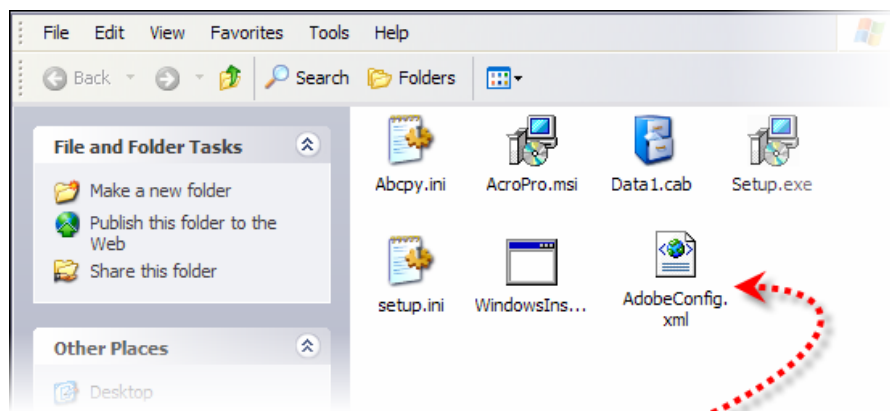 File Edit View Favorites Tools Help
Back Search Folders
File and Folder Tasks
Make a new folder
Publish this folder to the
Web
Share this folder
Other Places
Desktop
Abcpy.ini AcroPro.msi Data1.cab Setup.exe
setup.ini WindowsIns... AdobeConfig.
xml